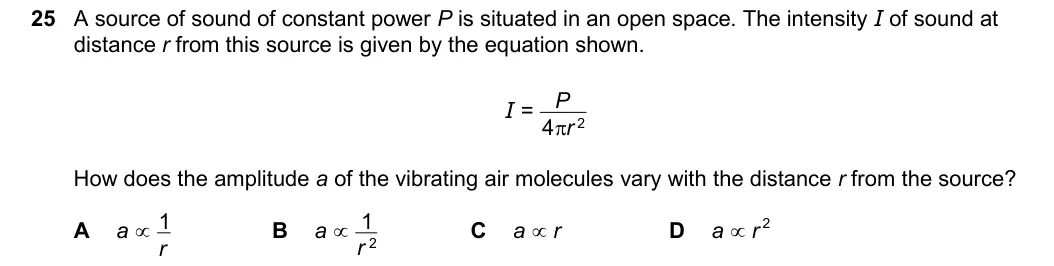 25 A source of sound of constant power P is situated in an open space. The intensity I of sound at
distance r from this source is given by the equation shown.
I = P / 4πr²
How does the amplitude a of the vibrating air molecules vary with the distance r from the source?
A a ∝ 1/r B a ∝ 1/r² C a ∝ r D a ∝ r²